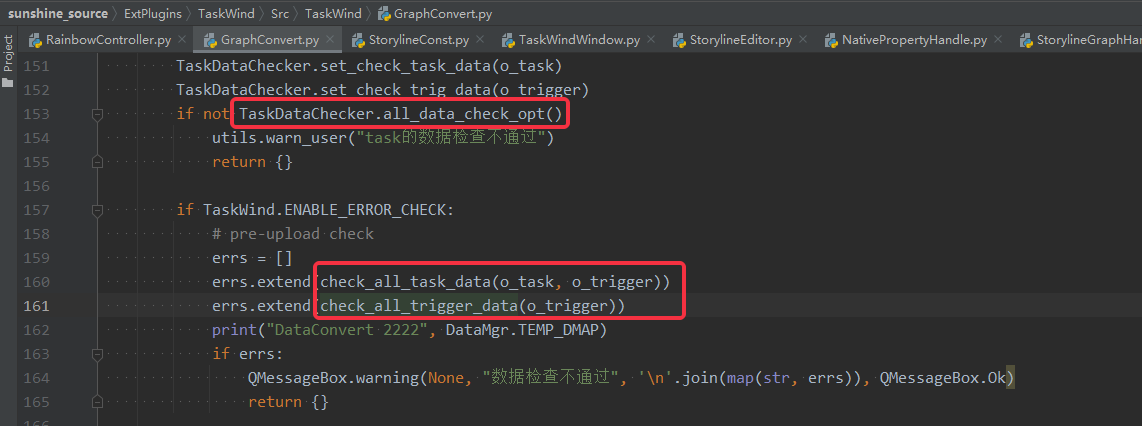 sunshine_source > ExtPlugins > TaskWind > Src > TaskWind > GraphConvert.py
RainbowController.py × GraphConvert.py × StorylineConst.py × TaskWindWindow.py × StorylineEditor.py × NativePropertyHandle.py × StorylineGraphHan
Project
151 TaskDataChecker.set_check_task_data(o_task)
152 TaskDataChecker.set_check_trig_data(o_trigger)
153 if not TaskDataChecker.all_data_check_opt()
154 utils.warn_user("task的数据检查不通过")
155 return {}
156
157 if TaskWind.ENABLE_ERROR_CHECK:
158 # pre-upload check
159 errs = []
160 errs.extend(check_all_task_data(o_task, o_trigger))
161 errs.extend(check_all_trigger_data(o_trigger))
162 print("DataConvert 2222", DataMgr.TEMP_DMAP)
163 if errs:
164 QMessageBox.warning(None, "数据检查不通过", '\n'.join(map(str, errs)), QMessageBox.Ok)
165 return {}